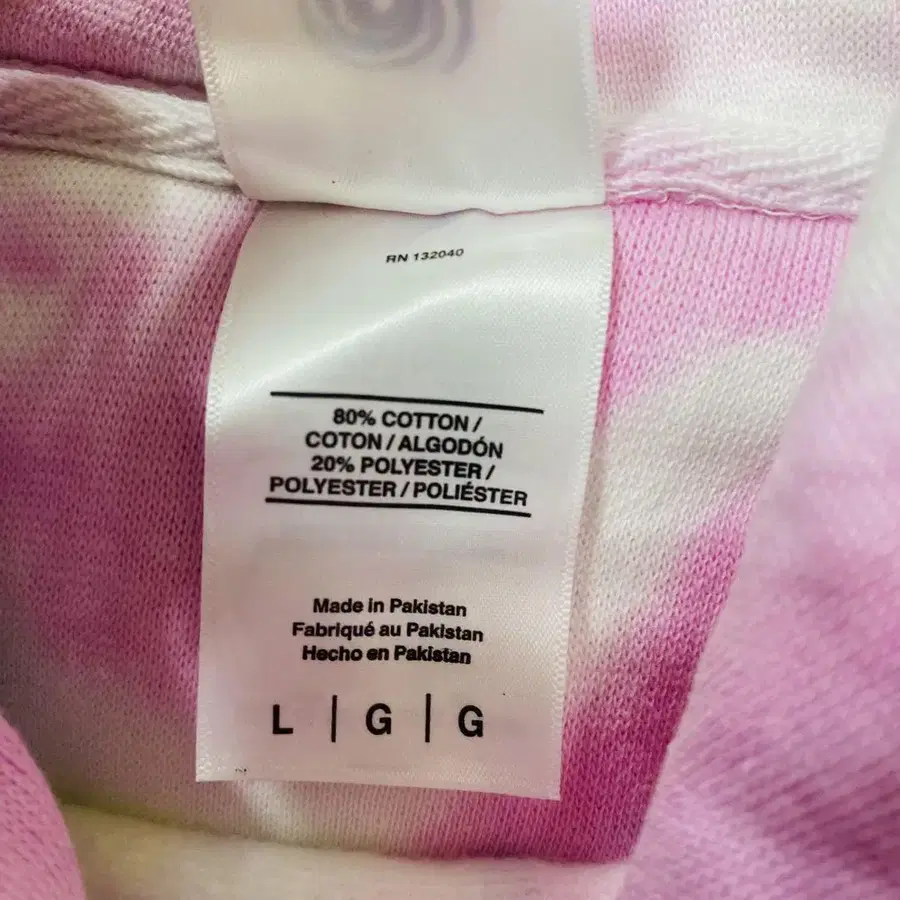 RN 132040
80% COTTON /
COTON / ALGODÓN
20% POLYESTER /
POLYESTER / POLIÉSTER
Made in Pakistan
Fabriqué au Pakistan
Hecho en Pakistan
L | G | G